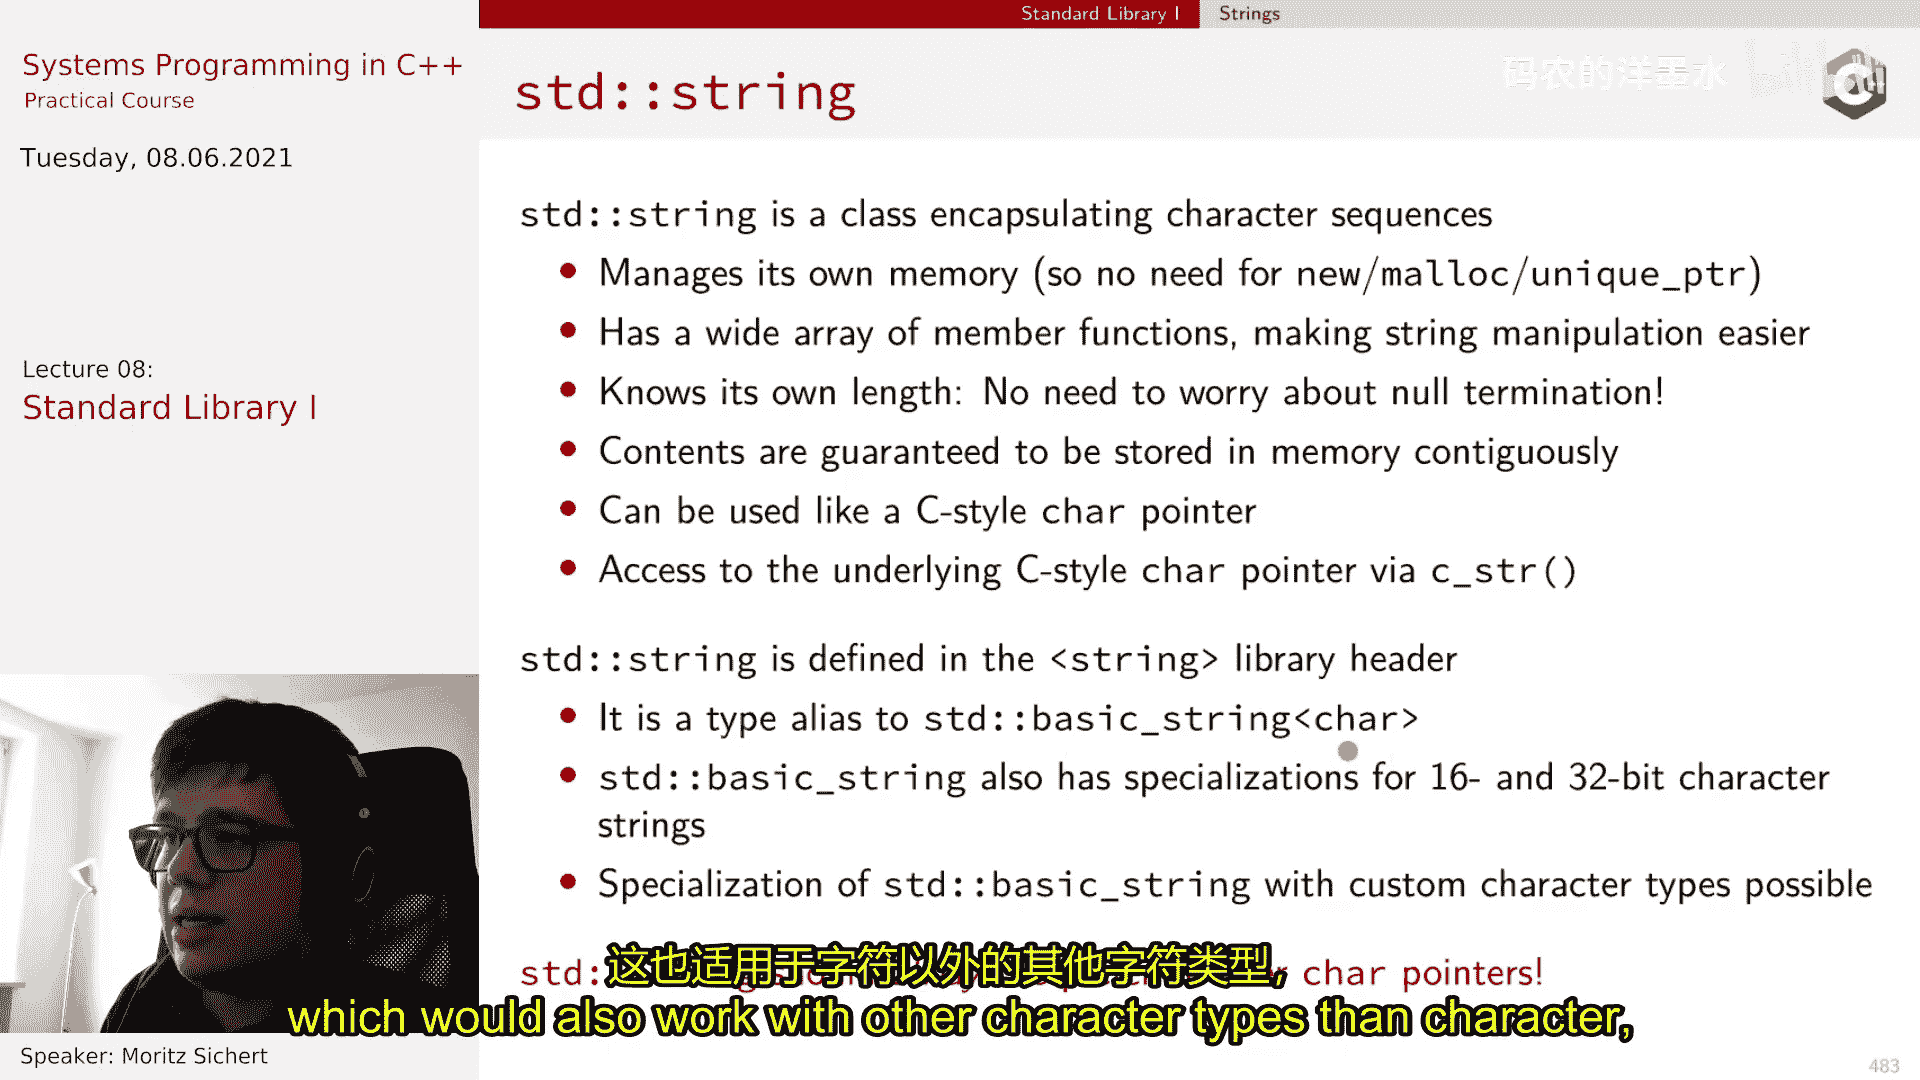 Standard Library I
Strings
Systems Programming in C++
Practical Course
Tuesday, 08.06.2021
Lecture 08:
Standard Library I
Speaker: Moritz Sichert
std::string
码农的洋墨水
std::string is a class encapsulating character sequences
• Manages its own memory (so no need for new/malloc/unique_ptr)
• Has a wide array of member functions, making string manipulation easier
• Knows its own length: No need to worry about null termination!
• Contents are guaranteed to be stored in memory contiguously
• Can be used like a C-style char pointer
• Access to the underlying C-style char pointer via c_str()
std::string is defined in the <string> library header
• It is a type alias to std::basic_string<char>
• std::basic_string also has specializations for 16- and 32-bit character
strings
• Specialization of std::basic_string with custom character types possible
std: char pointers!
这也适用于字符以外的其他字符类型,
which would also work with other character types than character,
483